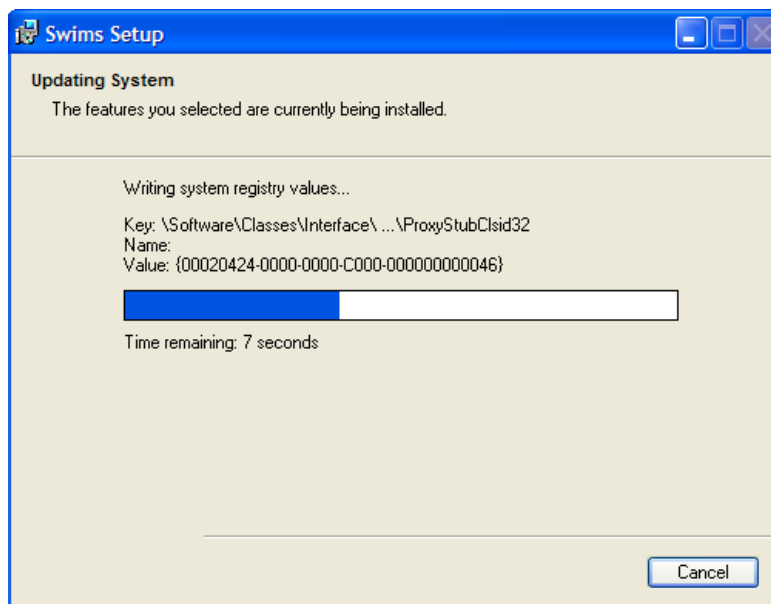 Swims Setup
Updating System
The features you selected are currently being installed.
Writing system registry values...
Key: \Software\Classes\Interface\ ...\ProxyStubClsid32
Name:
Value: {00020424-0000-0000-C000-000000000046}
Time remaining: 7 seconds
Cancel